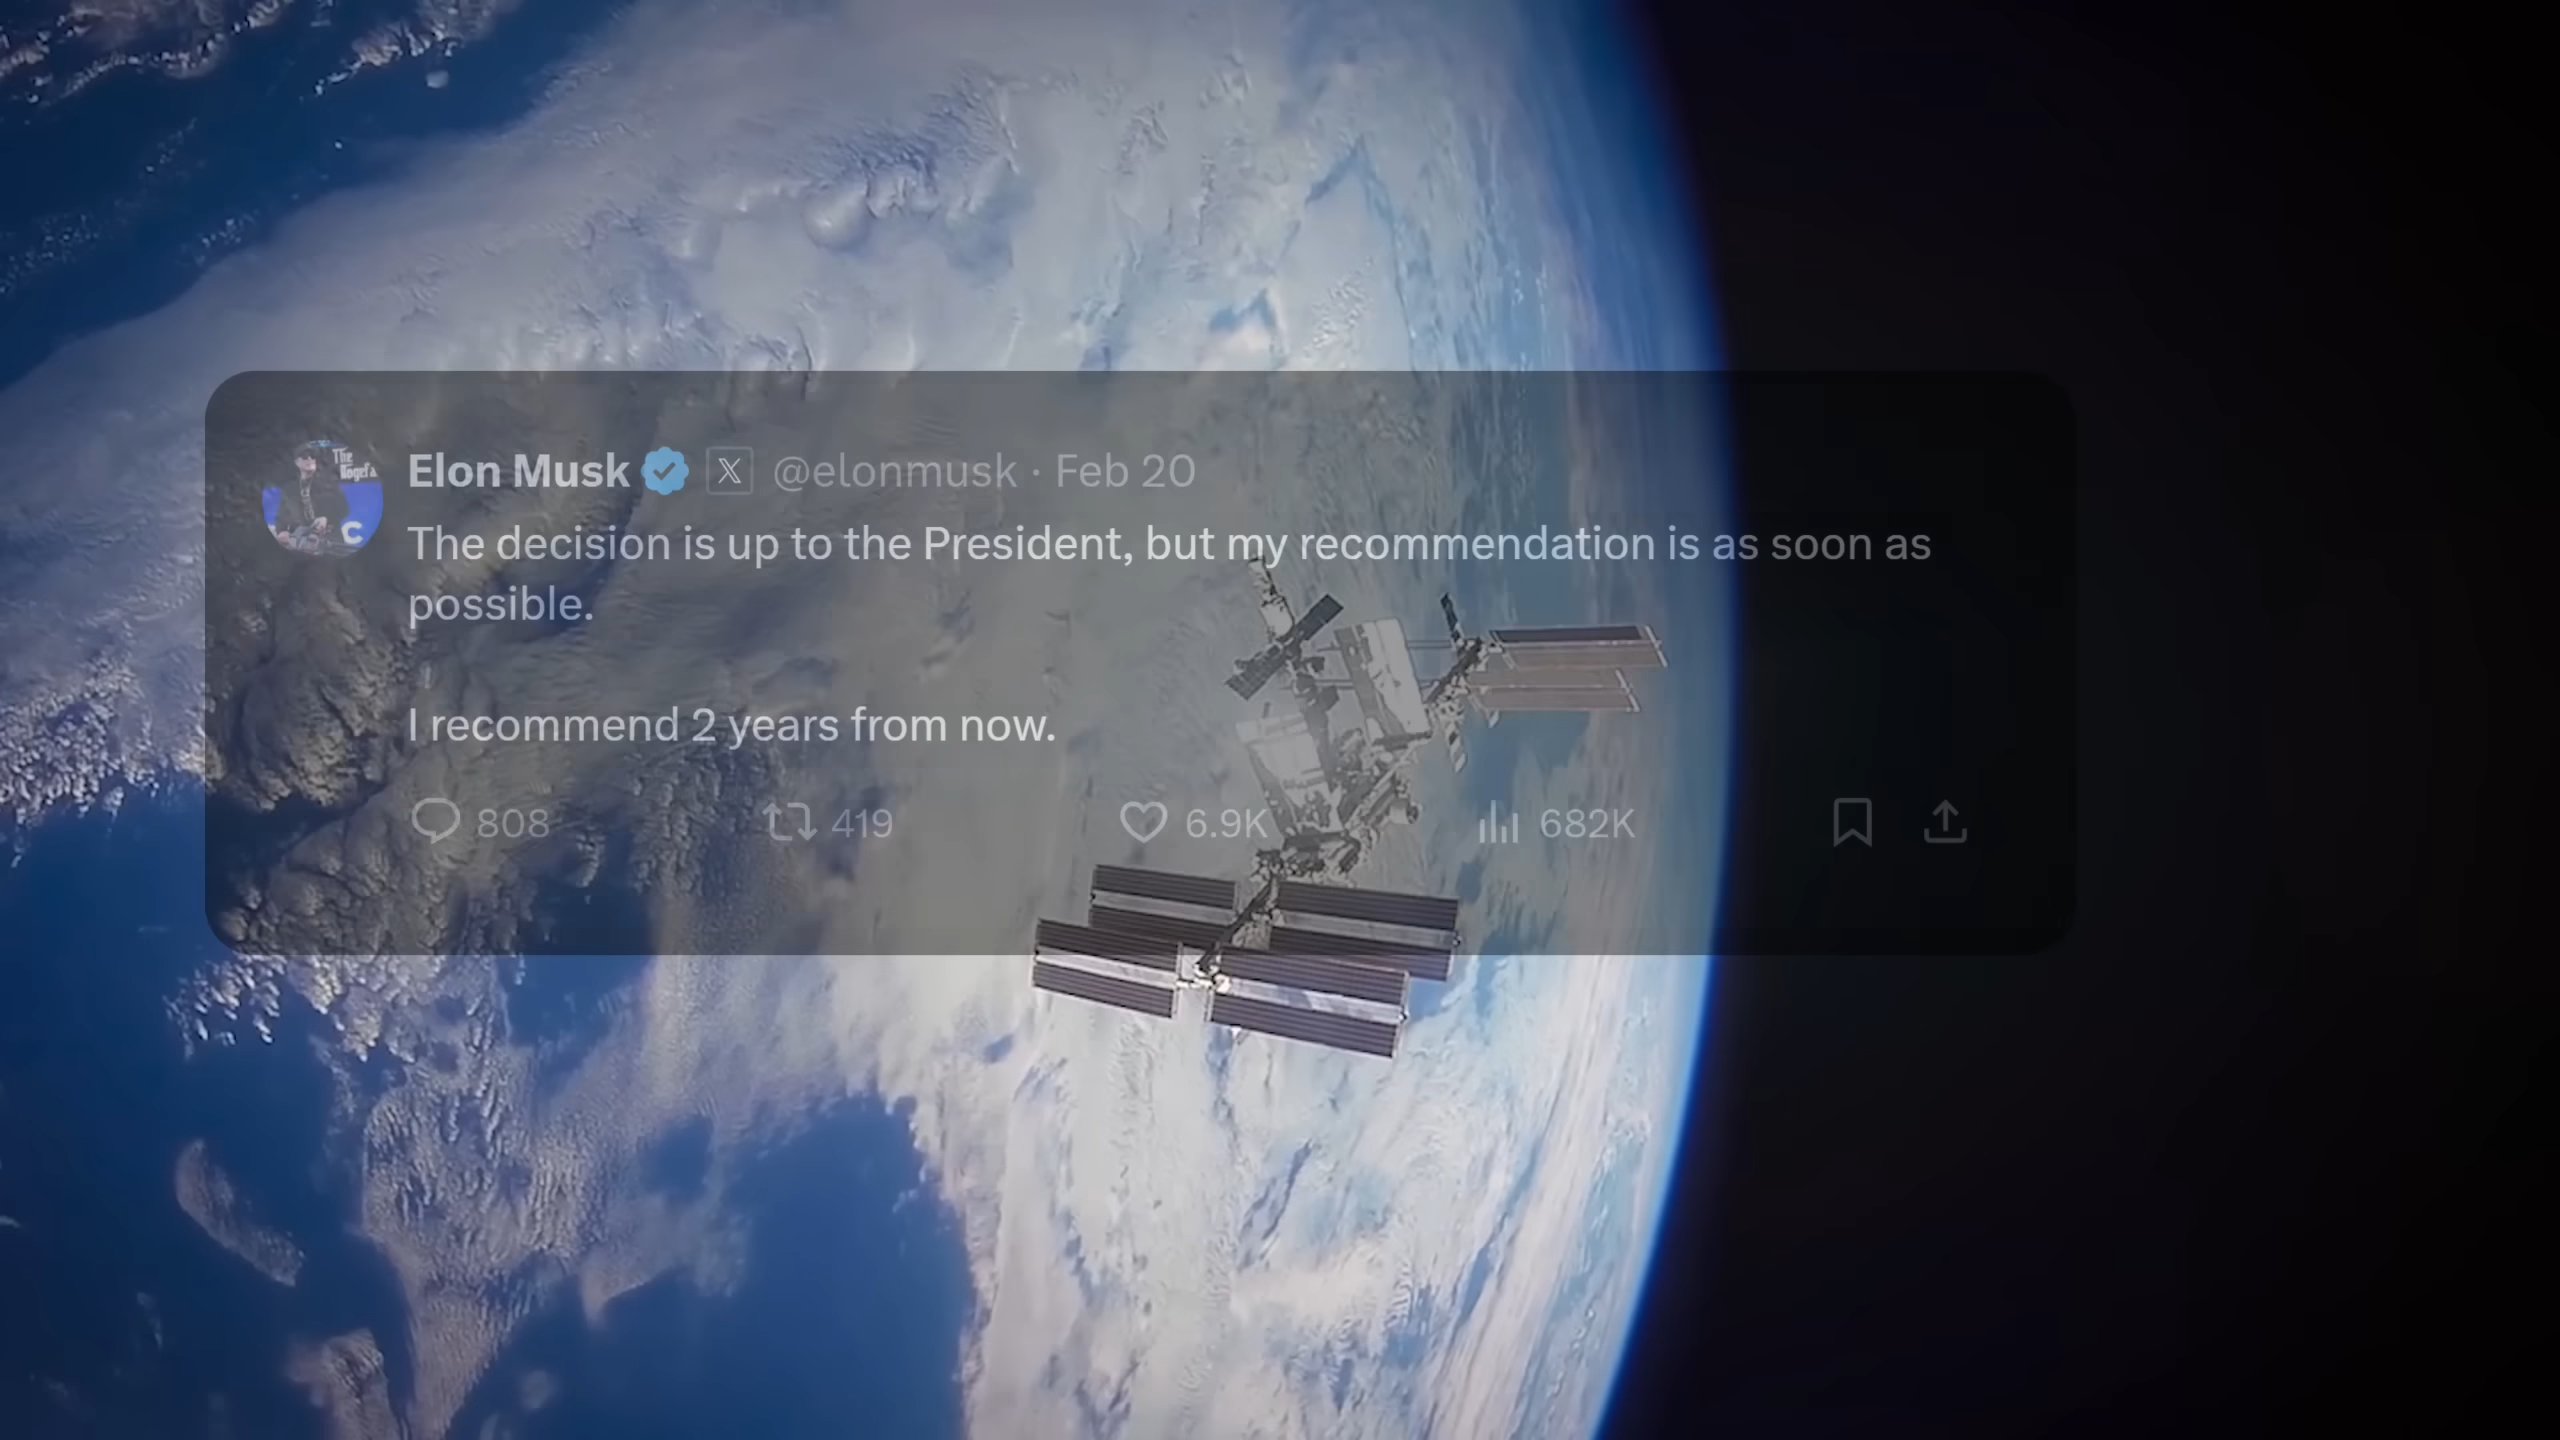 Elon Musk @elonmusk · Feb 20
The decision is up to the President, but my recommendation is as soon as
possible.
I recommend 2 years from now.
808 419 6.9K 682K